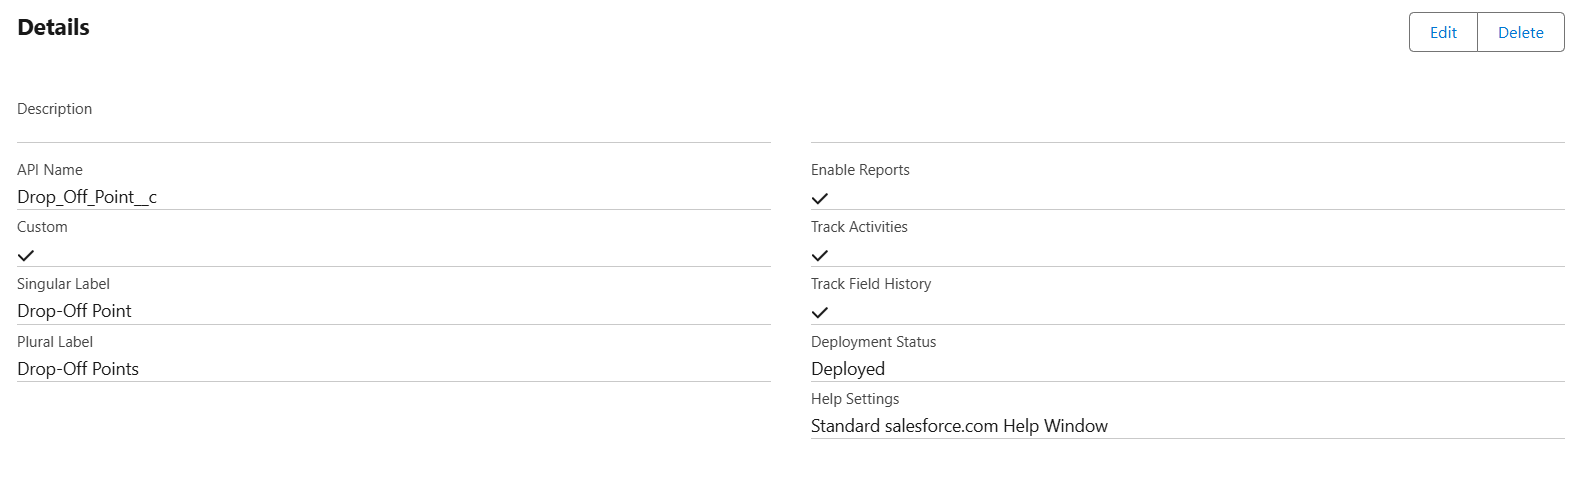 Details
Edit
Delete
Description
API Name
Drop_Off_Point__c
Custom
Singular Label
Drop-Off Point
Plural Label
Drop-Off Points
Enable Reports
Track Activities
Track Field History
Deployment Status
Deployed
Help Settings
Standard salesforce.com Help Window